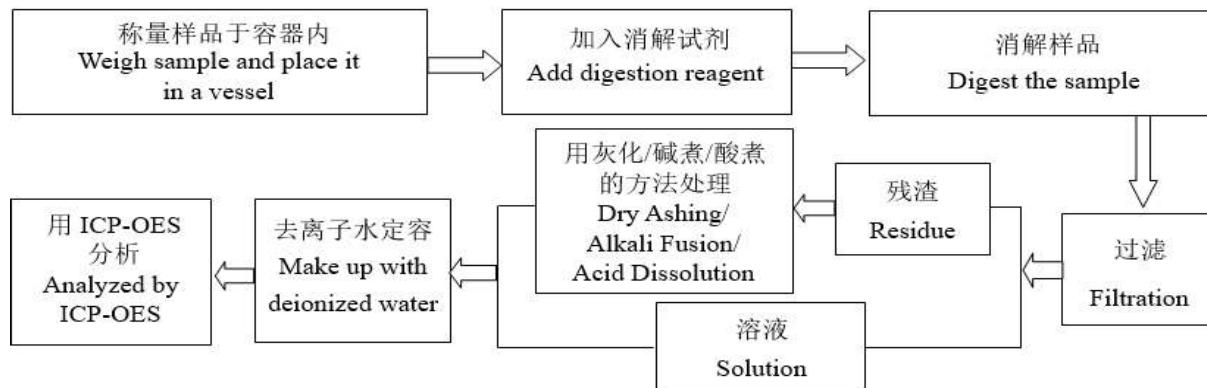 称量样品于容器内
Weigh sample and place it
in a vessel
加入消解试剂
Add digestion reagent
消解样品
Digest the sample
过滤
Filtration
残渣
Residue
用灰化/碱煮/酸煮
的方法处理
Dry Ashing/
Alkali Fusion/
Acid Dissolution
溶液
Solution
去离子水定容
Make up with
deionized water
用 ICP-OES
分析
Analyzed by
ICP-OES